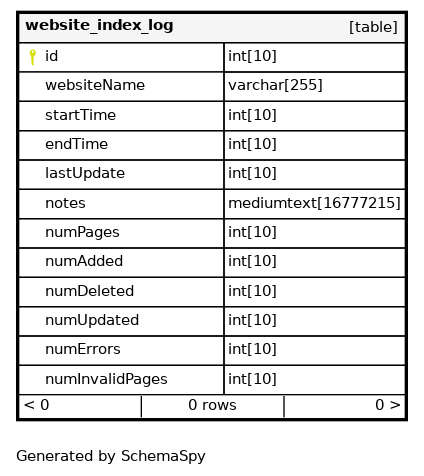 website_index_log [table]
id int[10]
websiteName varchar[255]
startTime int[10]
endTime int[10]
lastUpdate int[10]
notes mediumtext[16777215]
numPages int[10]
numAdded int[10]
numDeleted int[10]
numUpdated int[10]
numErrors int[10]
numInvalidPages int[10]
< 0 0 rows 0 >
Generated by SchemaSpy